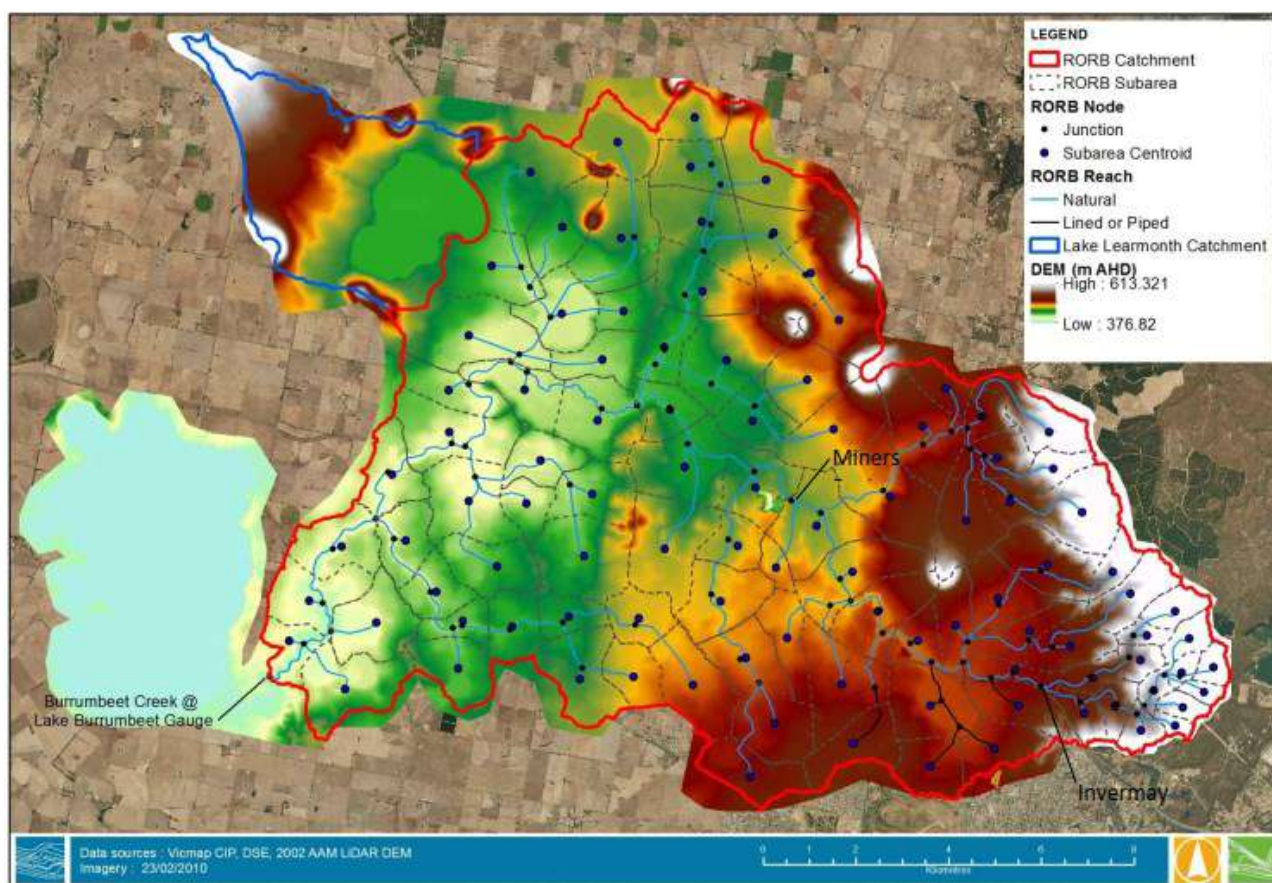 LEGEND
RORB Catchment
RORB Subarea
RORB Node
Junction
Subarea Centroid
RORB Reach
Natural
Lined or Piped
Lake Learmonth Catchment
DEM (m AHD)
High : 613.321
Low : 376.82
Miners
Burrumbeet Creek @
Lake Burrumbeet Gauge
Invermay
Data sources : Vicmap CIP, DSE, 2002 AAM LiDAR DEM
Imagery : 23/02/2010
0 2 4 6 8
Kilometres